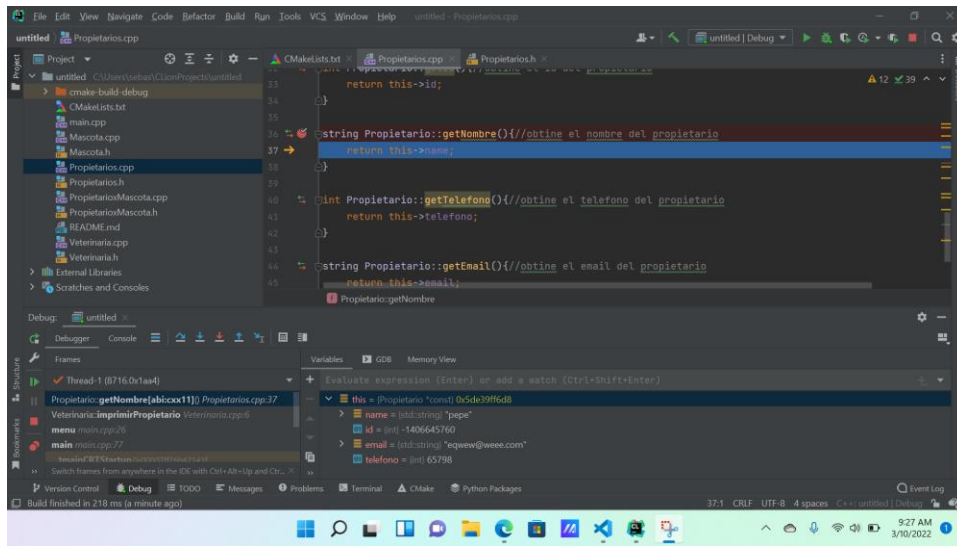 File Edit View Navigate Code Refactor Build Run Tools VCS Window Help untitled - Propietarios.cpp
untitled Propietarios.cpp untitled | Debug
Project CMakeLists.txt Propietarios.cpp Propietarios.h
untitled C:\Users\sebas\CLionProjects\untitled
cmake-build-debug
CMakeLists.txt
main.cpp
Mascota.cpp
Mascota.h
Propietarios.cpp
Propietarios.h
PropietarioxMascota.cpp
PropietarioxMascota.h
README.md
Veterinaria.cpp
Veterinaria.h
External Libraries
Scratches and Consoles
12 39
33 return this->id;
34 }
35
36 string Propietario::getNombre(){//obtine el nombre del propietario
37 return this->name;
38 }
39
40 int Propietario::getTelefono(){//obtine el telefono del propietario
41 return this->telefono;
42 }
43
44 string Propietario::getEmail(){//obtine el email del propietario
45 return this->email;
Propietario::getNombre
Debug: untitled
Debugger Console
Frames Variables GDB Memory View
Thread-1 (8716.0x1aa4)
Evaluate expression (Enter) or add a watch (Ctrl+Shift+Enter)
Propietario::getNombre[abi:cxx11]() Propietarios.cpp:37
Veterinaria::imprimirPropietario Veterinaria.cpp:6
menu main.cpp:26
main main.cpp:77
tmainCRTStartup
Switch frames from anywhere in the IDE with Ctrl+Alt+Up and Ctr...
this = {Propietario *const} 0x5de39ff6d8
name = {std::string} "pepe"
id = {int} -1406645760
email = {std::string} "eqwew@weee.com"
telefono = {int} 65798
Project
Structure
Bookmarks
Version Control Debug TODO Messages Problems Terminal CMake Python Packages Event Log
Build finished in 218 ms (a minute ago) 37:1 CRLF UTF-8 4 spaces C++: untitled | Debug
9:27 AM
3/10/2022
1